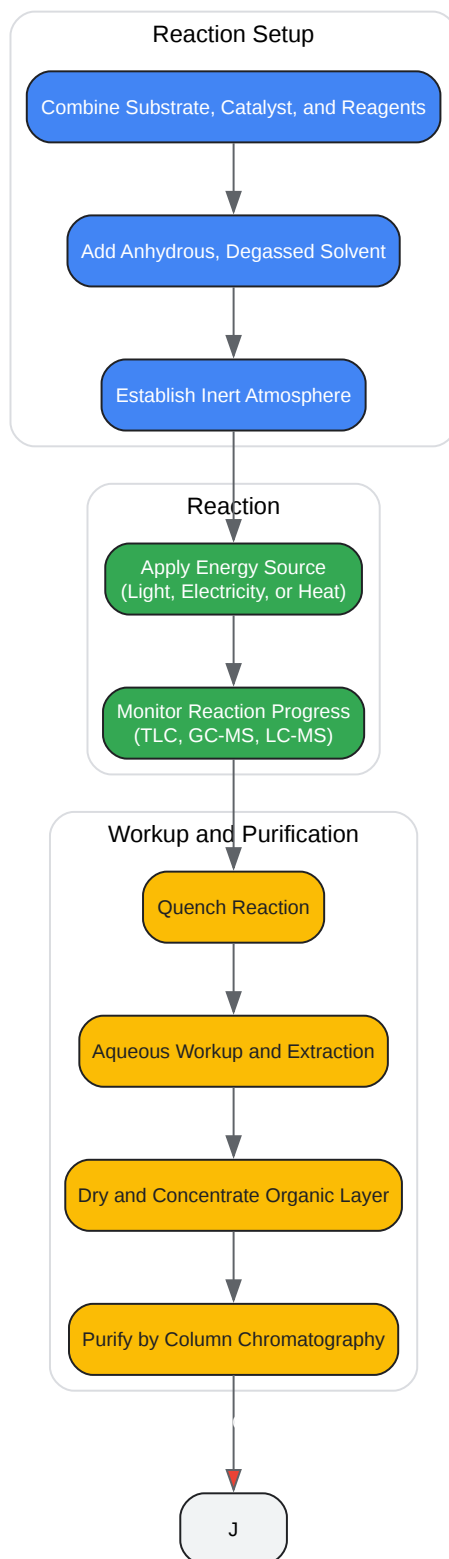 Reaction Setup
Combine Substrate, Catalyst, and Reagents
Add Anhydrous, Degassed Solvent
Establish Inert Atmosphere
Reaction
Apply Energy Source
(Light, Electricity, or Heat)
Monitor Reaction Progress
(TLC, GC-MS, LC-MS)
Workup and Purification
Quench Reaction
Aqueous Workup and Extraction
Dry and Concentrate Organic Layer
Purify by Column Chromatography
J